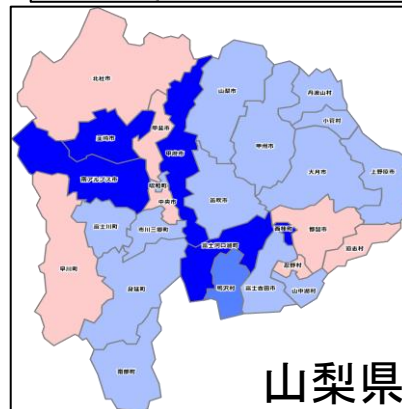 北杜市
山梨市
丹波山村
小菅村
甲斐市
韮崎市
甲府市
甲州市
大月市
上野原市
南アルプス市
昭和町
中央市
笛吹市
富士川町
市川三郷町
西桂町
都留市
道志村
富士河口湖町
忍野村
早川町
身延町
鳴沢村
富士吉田市
山中湖村
南部町
山梨県